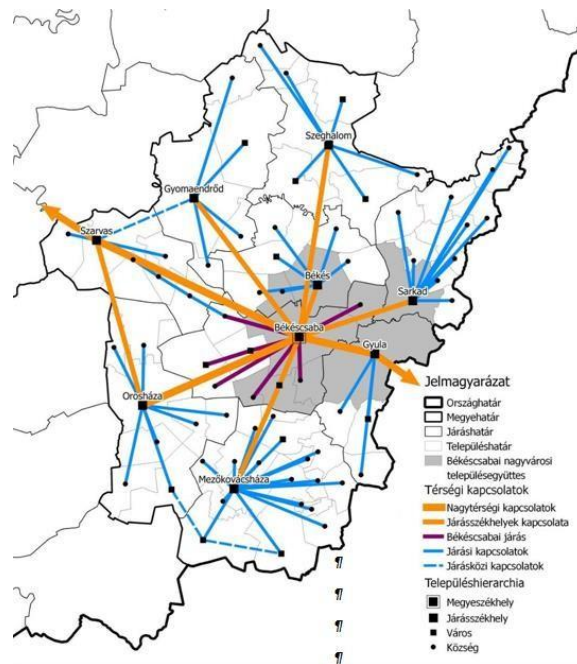 Szeghalom
Gyomaendrőd
Szarvas
Békés
Sarkad
Békéscsaba
Gyula
Orosháza
Mezőkovácsháza
Jelmagyarázat
Országhatár
Megyehatár
Járáshatár
Településhatár
Békéscsabai nagyvárosi
településegyüttes
Térségi kapcsolatok
Nagytérségi kapcsolatok
Járásszékhelyek kapcsolata
Békéscsabai járás
Járási kapcsolatok
Járásközi kapcsolatok
Településhierarchia
Megyeszékhely
Járásszékhely
Város
Község
¶
¶
¶
¶